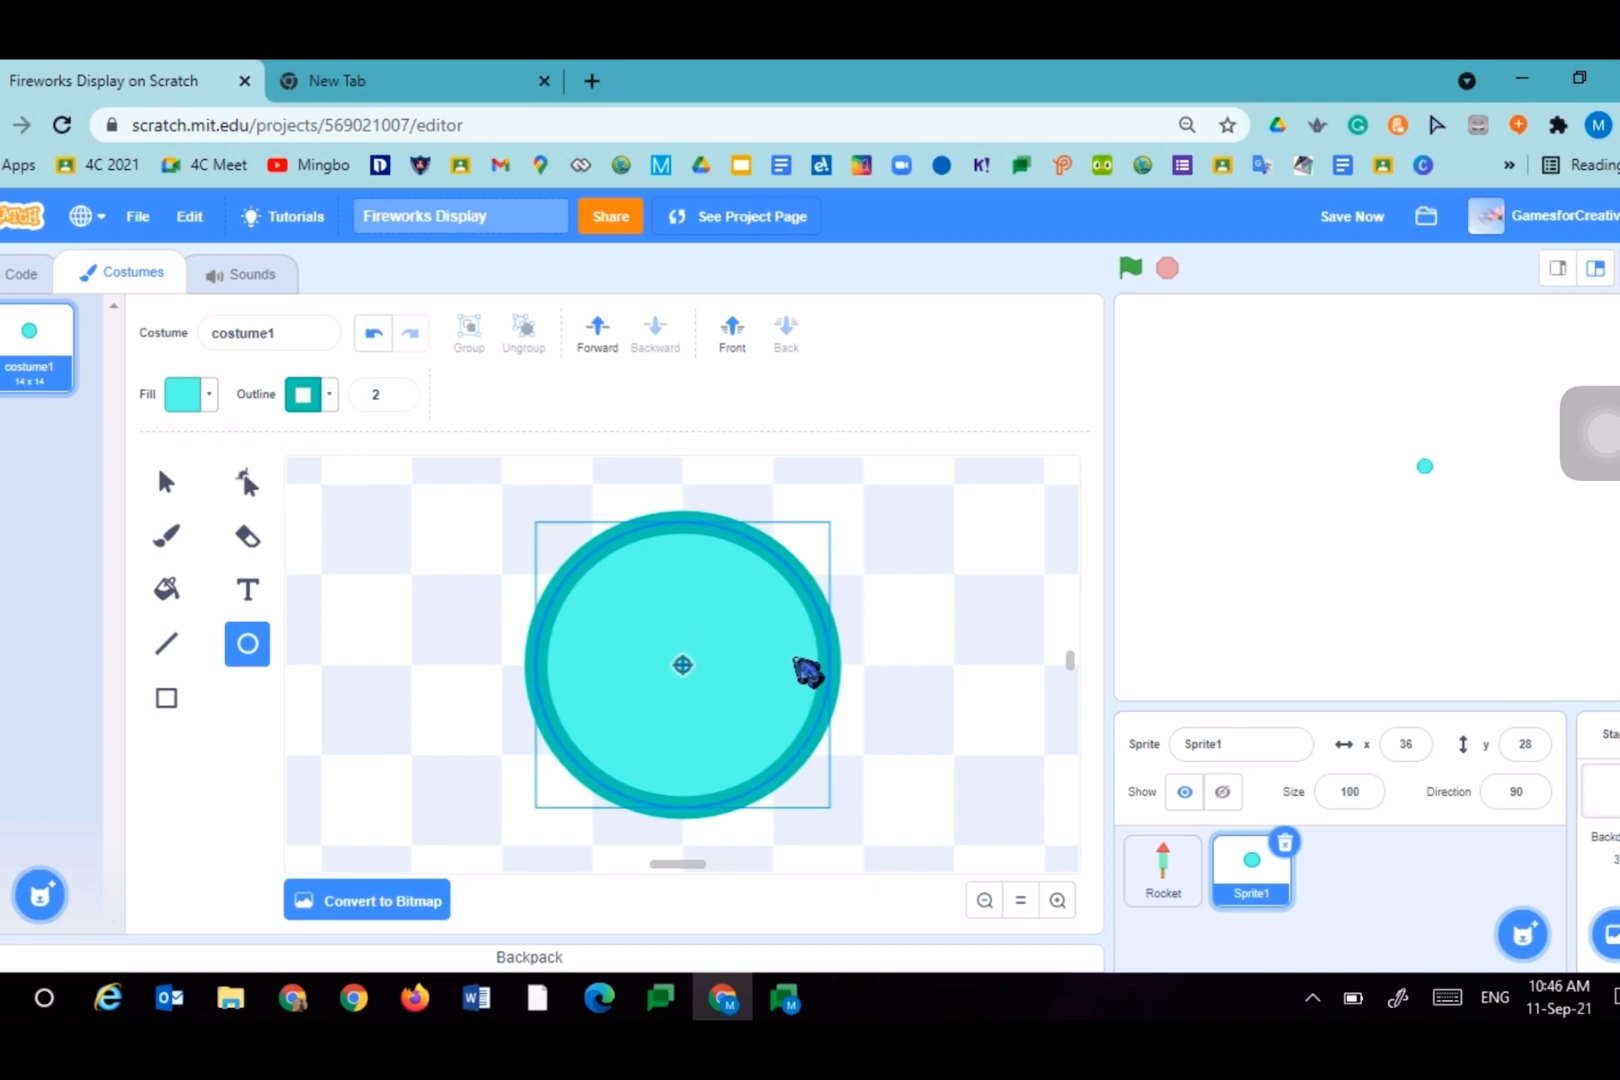 Fireworks Display on Scratch
New Tab
scratch.mit.edu/projects/569021007/editor
M
Apps
4C 2021
4C Meet
Mingbo
K!
»
Reading
File
Edit
Tutorials
Fireworks Display
Share
See Project Page
Save Now
GamesforCreativ
Code
Costumes
Sounds
costume1
14 x 14
Costume
costume1
Group
Ungroup
Forward
Backward
Front
Back
Fill
Outline
2
T
Convert to Bitmap
=
Backpack
Sprite
Sprite1
x
36
y
28
Show
Size
100
Direction
90
Rocket
Sprite1
Sta
Backd
3
ENG
10:46 AM
11-Sep-21